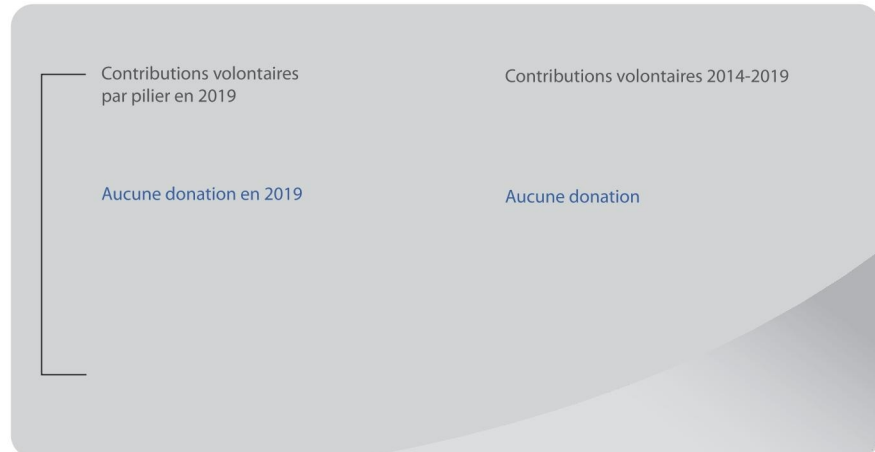 Contributions volontaires
par pilier en 2019
Aucune donation en 2019
Contributions volontaires 2014-2019
Aucune donation